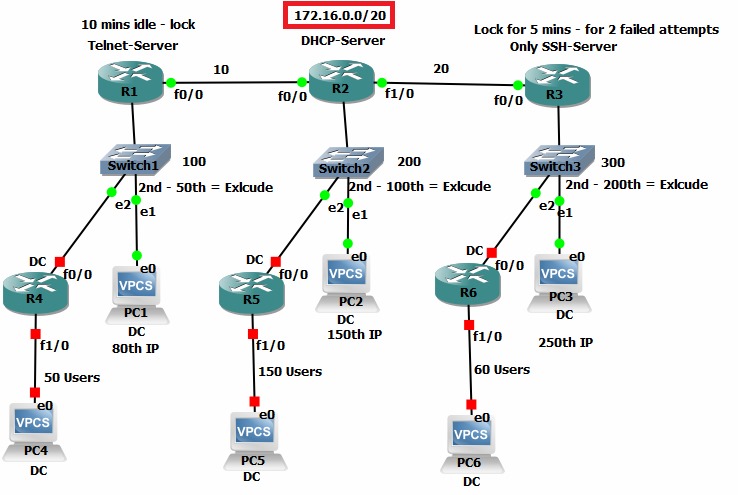 172.16.0.0/20
10 mins idle - lock
Telnet-Server
DHCP-Server
Lock for 5 mins - for 2 failed attempts
Only SSH-Server
R1
f0/0
10
f0/0
R2
f1/0
20
f0/0
R3
Switch1
100
2nd - 50th = Exlcude
e2
e1
Switch2
200
2nd - 100th = Exlcude
e2
e1
Switch3
300
2nd - 200th = Exlcude
e2
e1
DC
f0/0
R4
e0
VPCS
PC1
DC
80th IP
DC
f0/0
R5
e0
VPCS
PC2
DC
150th IP
DC
f0/0
R6
e0
VPCS
PC3
DC
250th IP
f1/0
50 Users
e0
VPCS
PC4
DC
f1/0
150 Users
e0
VPCS
PC5
DC
f1/0
60 Users
e0
VPCS
PC6
DC